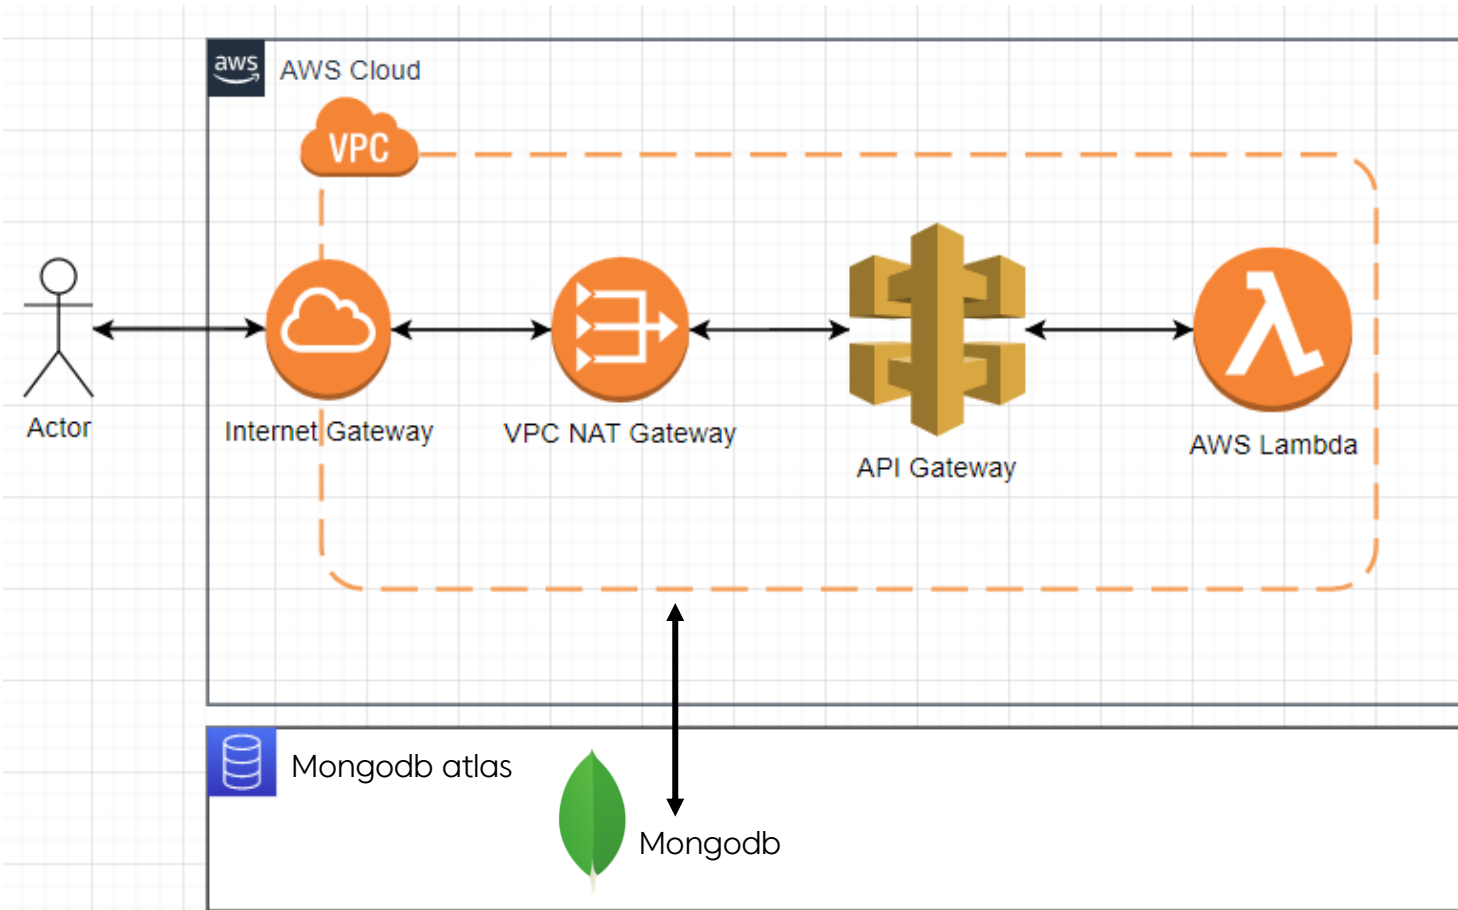 aws
AWS Cloud
VPC
Actor
Internet Gateway
VPC NAT Gateway
API Gateway
AWS Lambda
Mongodb atlas
Mongodb